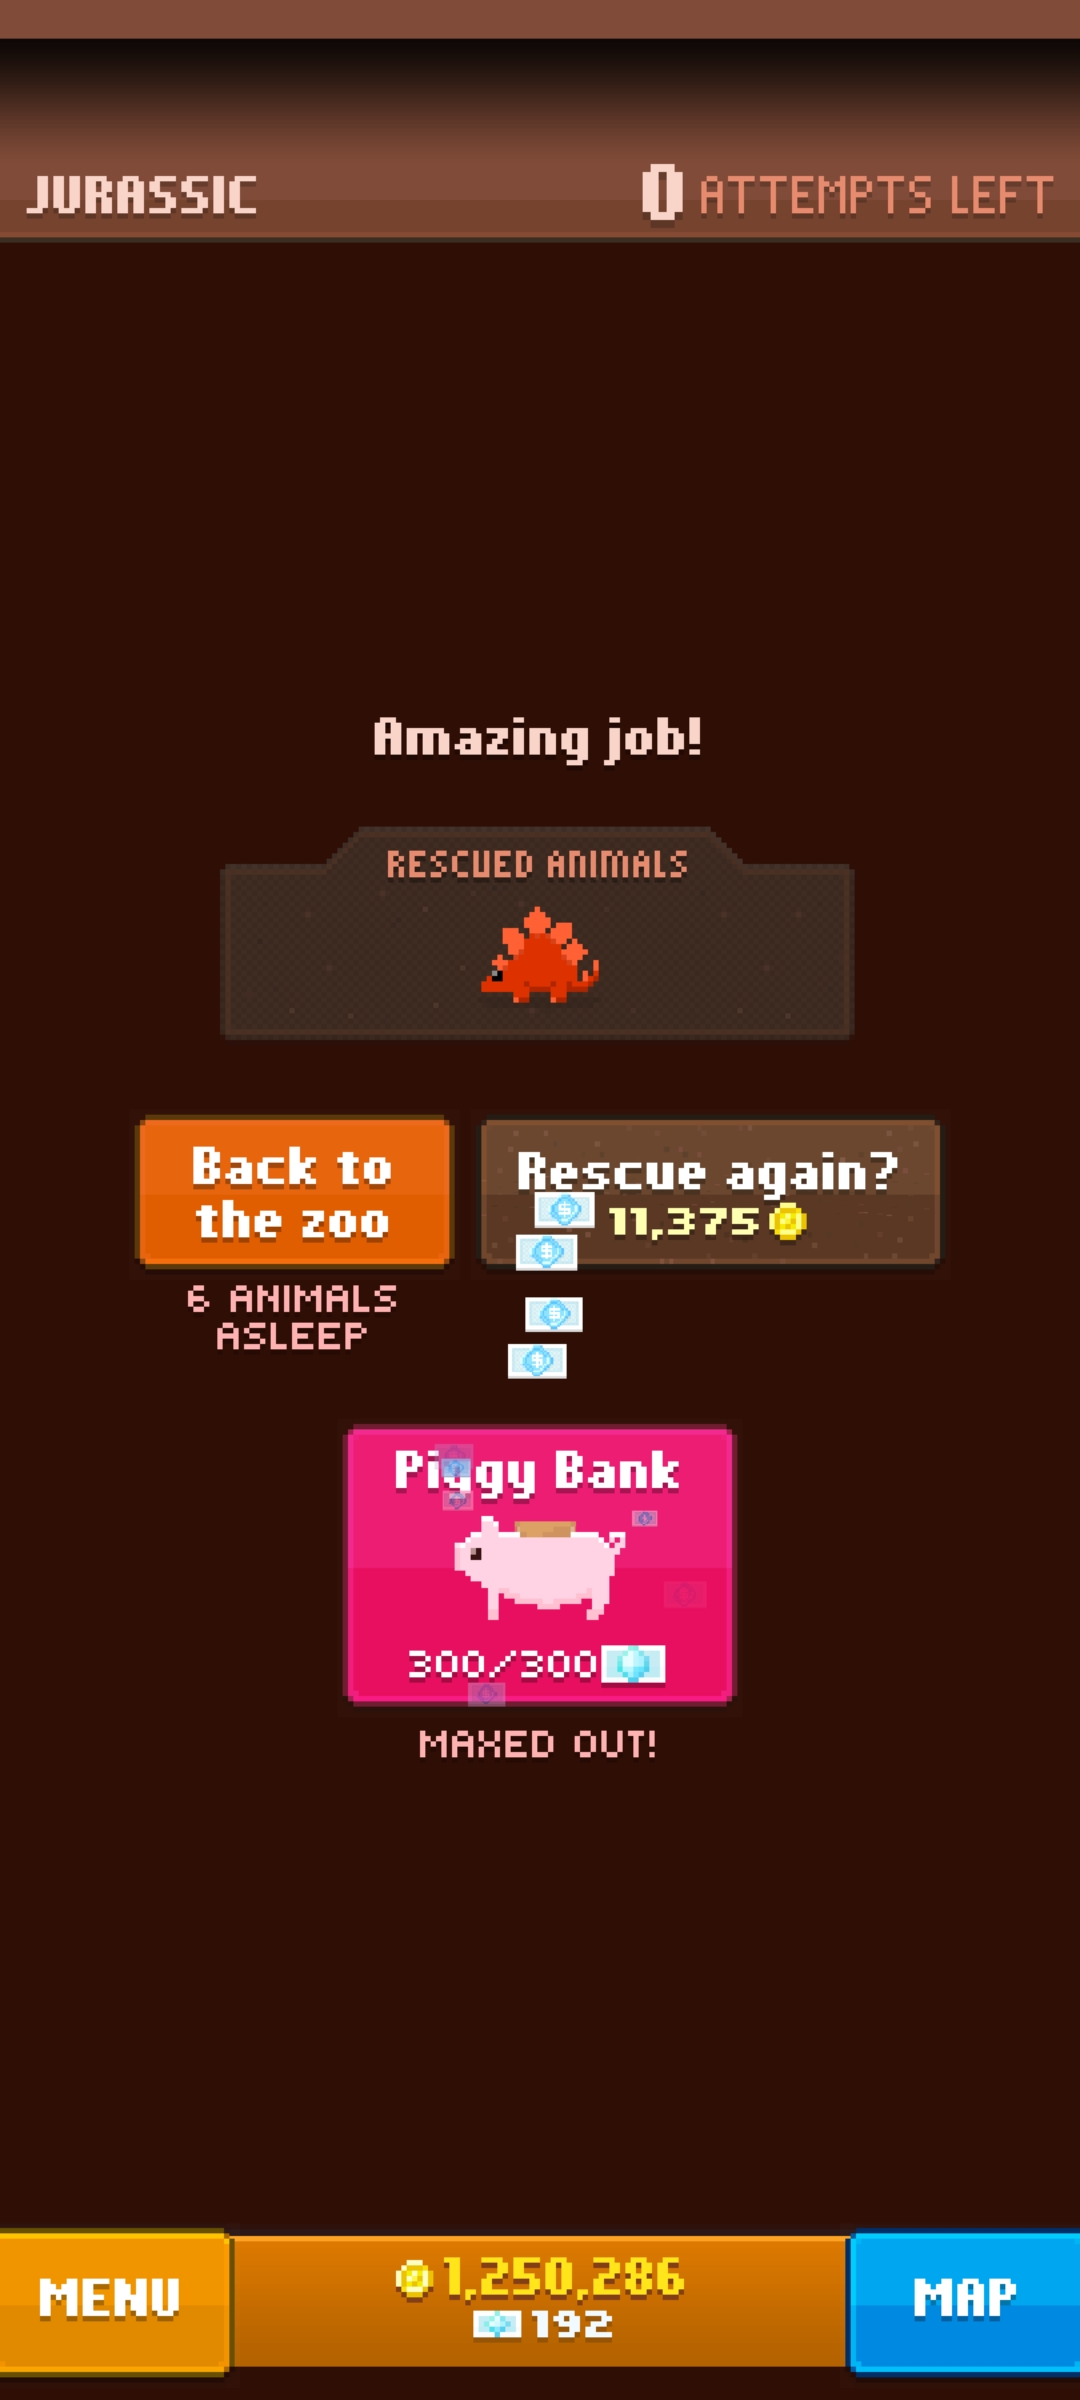 JURASSIC
0 ATTEMPTS LEFT
Amazing job!
RESCUED ANIMALS
Back to
the zoo
Rescue again?
11,375
6 ANIMALS
ASLEEP
Piggy Bank
300/300
MAXED OUT!
MENU
1,250,286
192
MAP